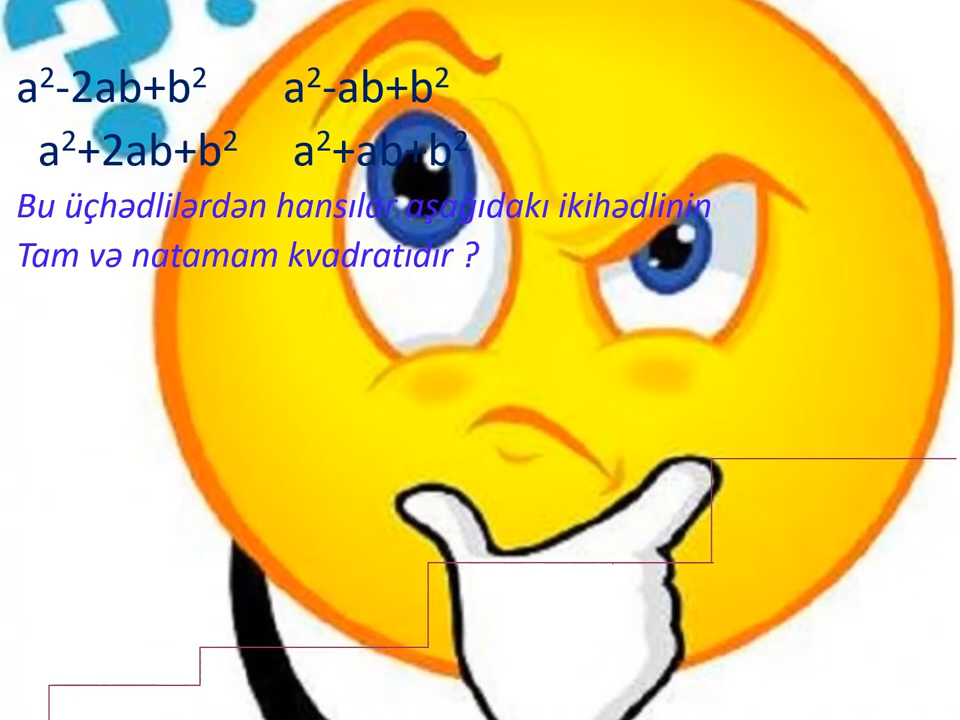 a²-2ab+b² a²-ab+b²
a²+2ab+b² a²+ab+b²
Bu üçhədlilərdən hansılar aşağıdakı ikihədlinin
Tam və natamam kvadratıdır ?